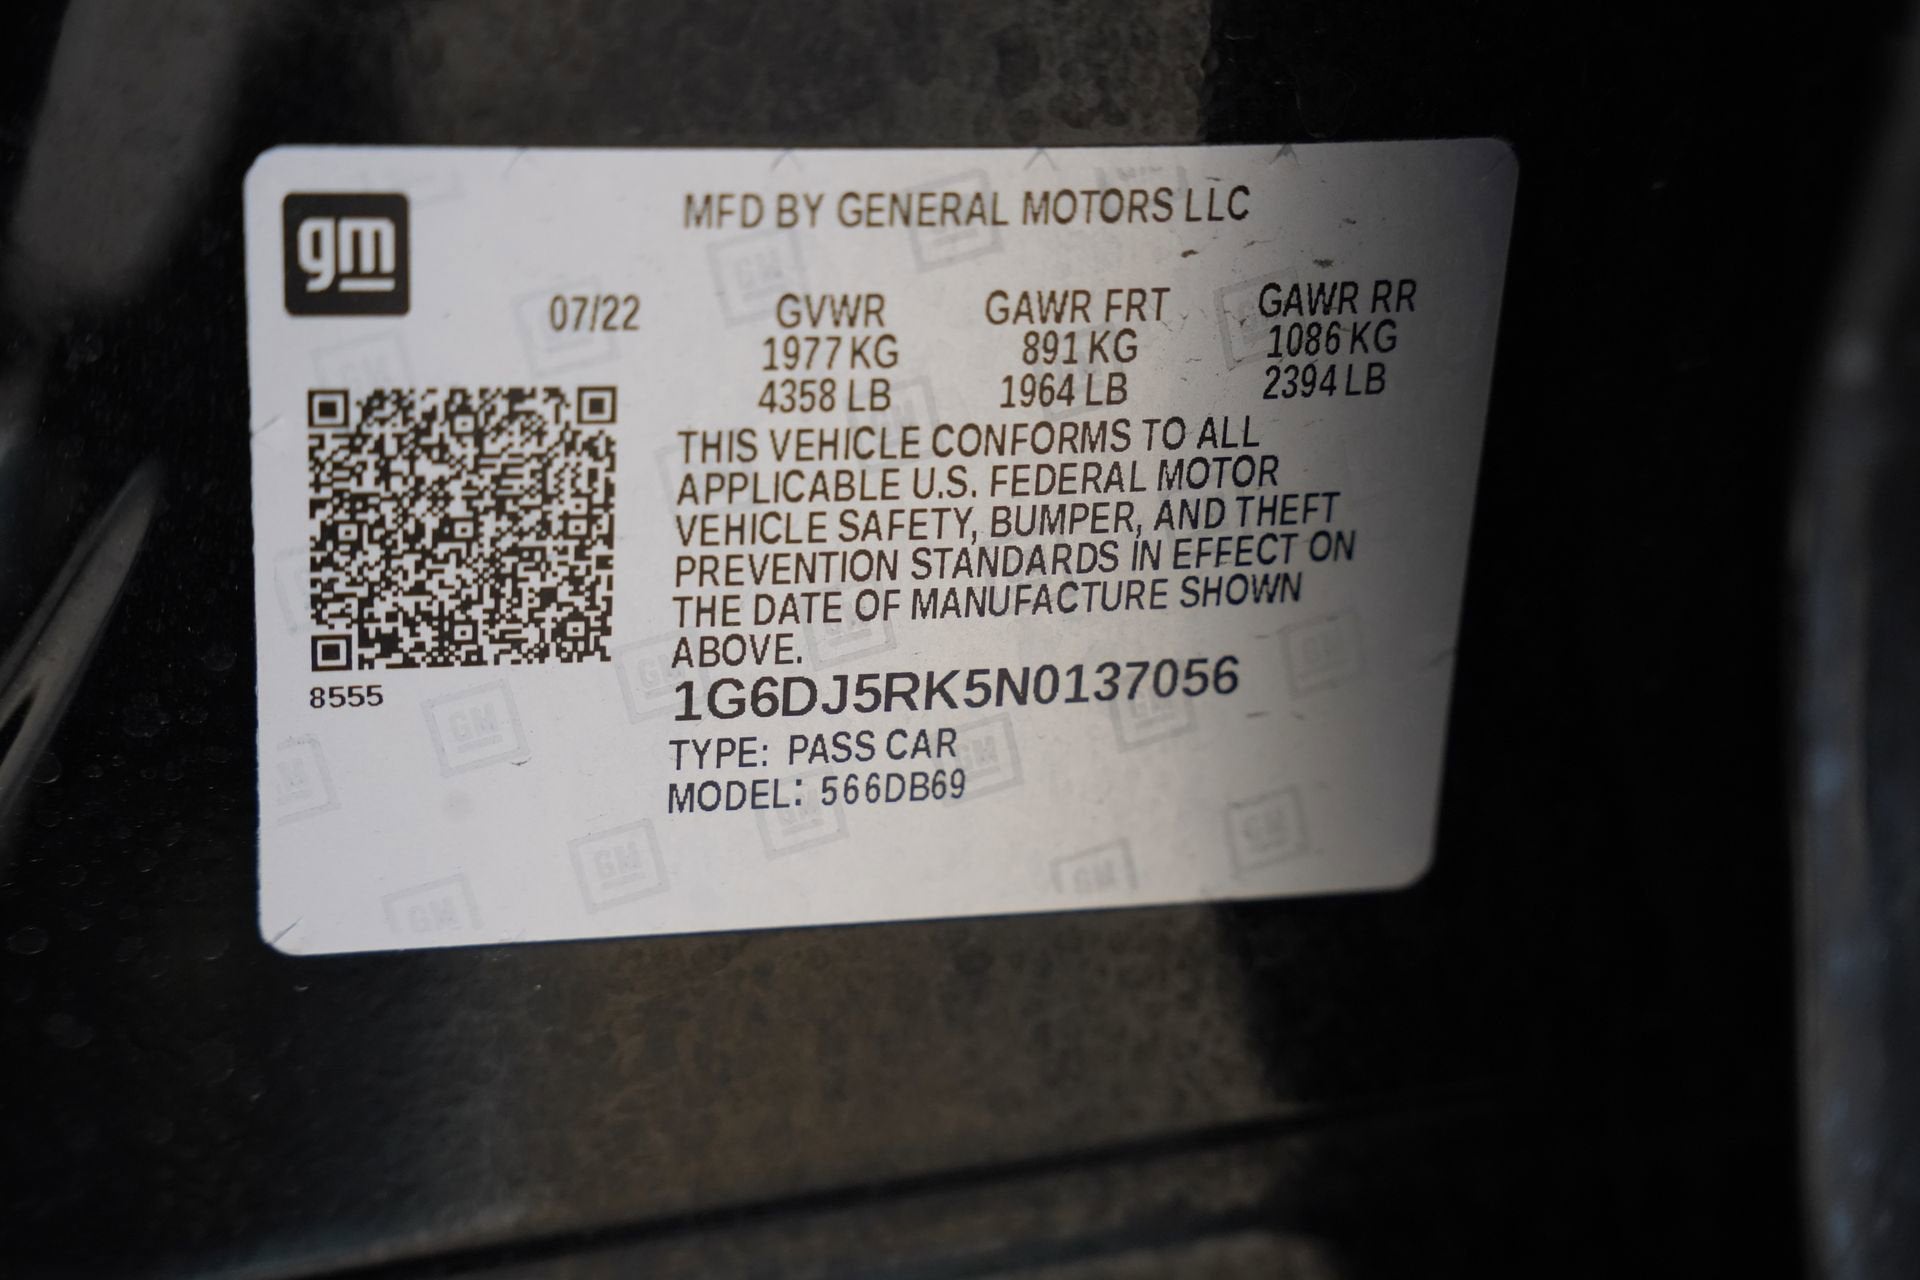 gm
MFD BY GENERAL MOTORS LLC
07/22 GVWR GAWR FRT GAWR RR
1977 KG 891 KG 1086 KG
4358 LB 1964 LB 2394 LB
THIS VEHICLE CONFORMS TO ALL
APPLICABLE U.S. FEDERAL MOTOR
VEHICLE SAFETY, BUMPER, AND THEFT
PREVENTION STANDARDS IN EFFECT ON
THE DATE OF MANUFACTURE SHOWN
ABOVE.
8555
1G6DJ5RK5N0137056
TYPE: PASS CAR
MODEL: 566DB69